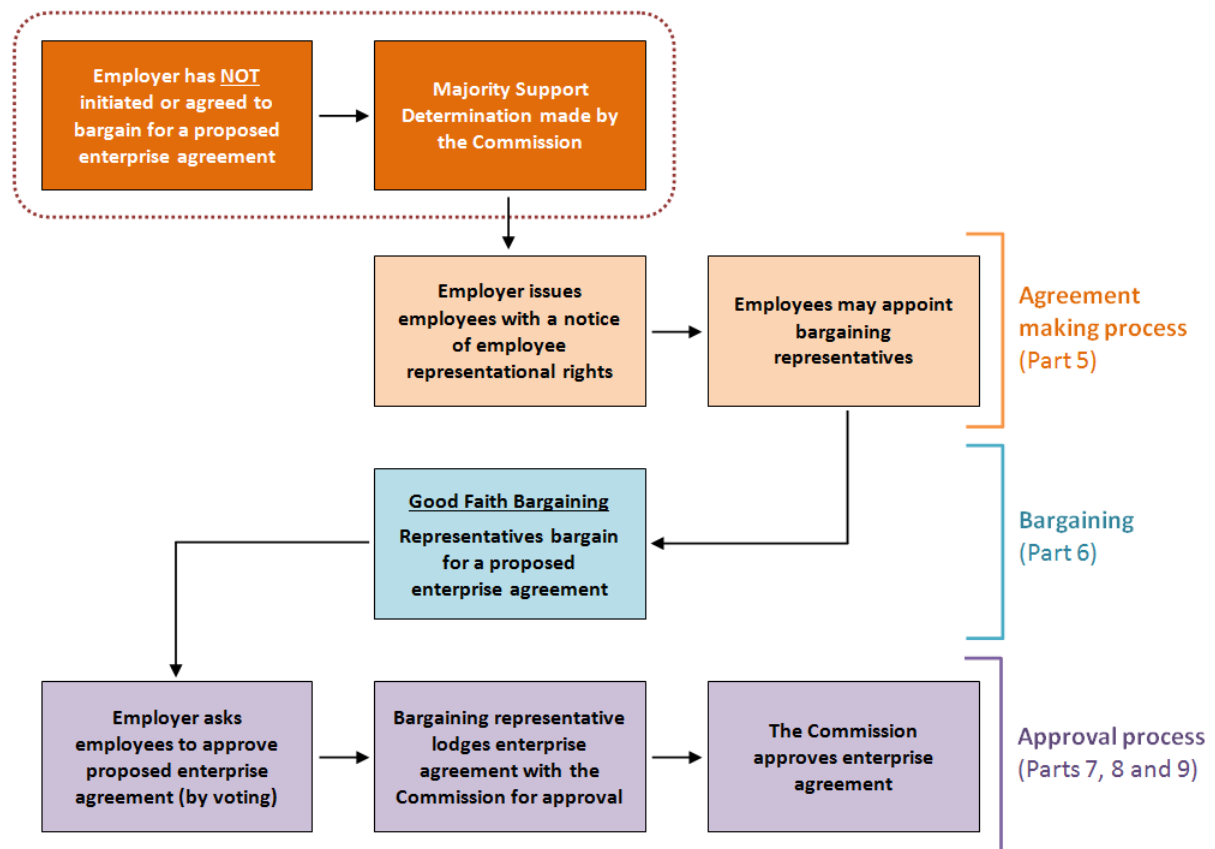 Employer has NOT
initiated or agreed to
bargain for a proposed
enterprise agreement
Majority Support
Determination made by
the Commission
Employer issues
employees with a notice
of employee
representational rights
Employees may appoint
bargaining
representatives
Agreement
making process
(Part 5)
Good Faith Bargaining
Representatives bargain
for a proposed
enterprise agreement
Bargaining
(Part 6)
Employer asks
employees to approve
proposed enterprise
agreement (by voting)
Bargaining representative
lodges enterprise
agreement with the
Commission for approval
The Commission
approves enterprise
agreement
Approval process
(Parts 7, 8 and 9)